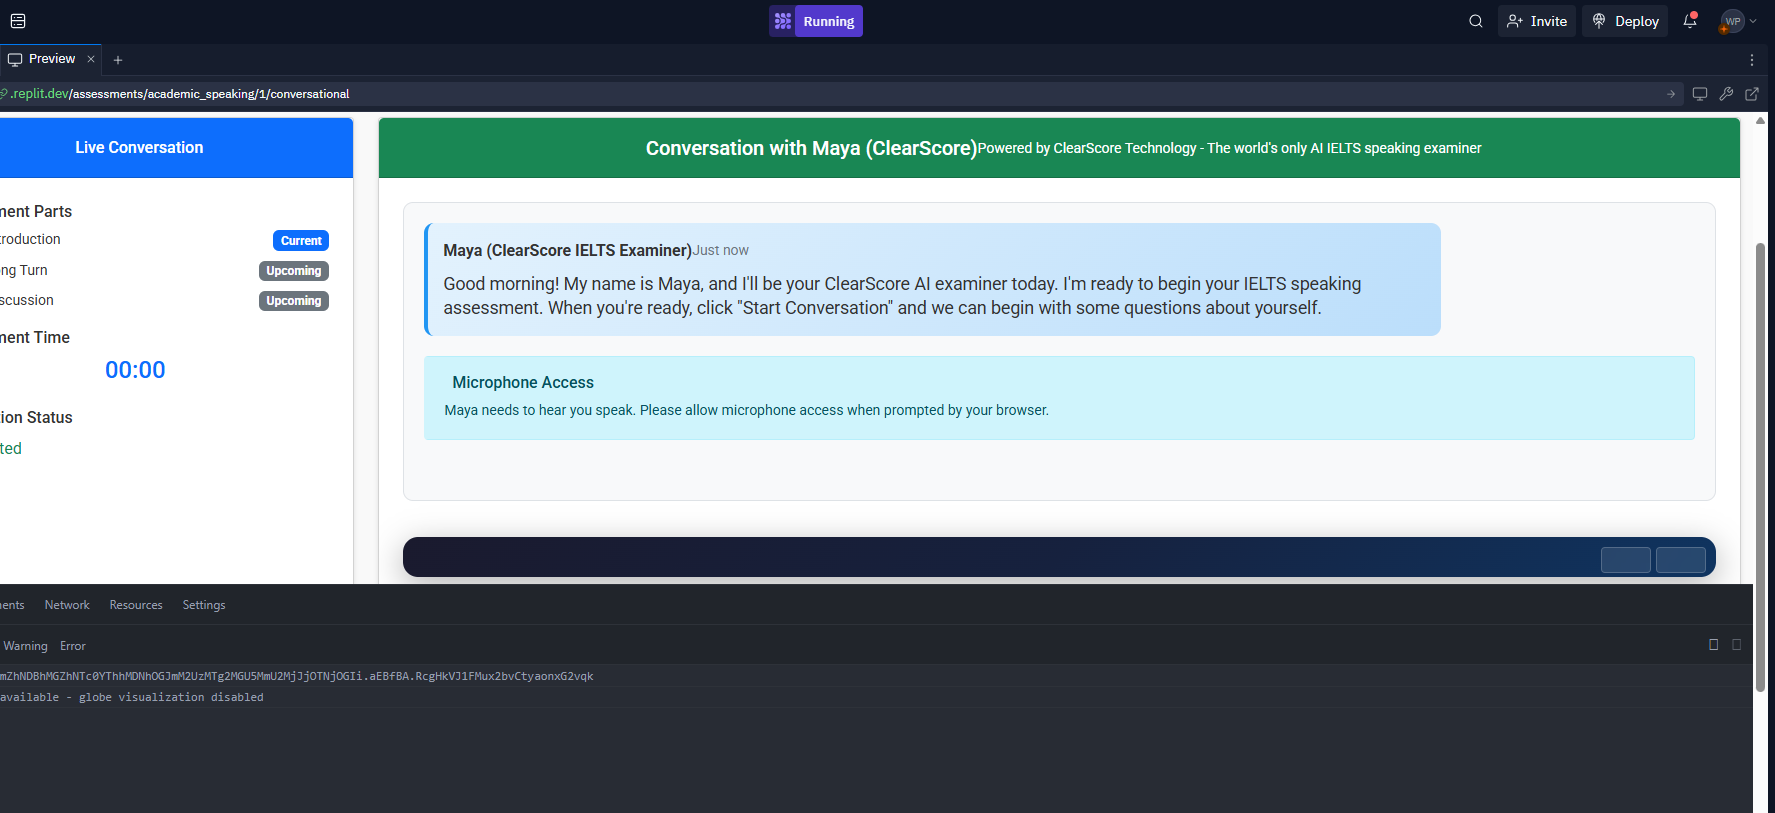 Running
Invite
Deploy
WP
Preview
.replit.dev/assessments/academic_speaking/1/conversational
Live Conversation
ment Parts
troduction
Current
ng Turn
Upcoming
scussion
Upcoming
ment Time
00:00
tion Status
ted
Conversation with Maya (ClearScore)Powered by ClearScore Technology - The world's only AI IELTS speaking examiner
Maya (ClearScore IELTS Examiner)Just now
Good morning! My name is Maya, and I'll be your ClearScore AI examiner today. I'm ready to begin your IELTS speaking
assessment. When you're ready, click "Start Conversation" and we can begin with some questions about yourself.
Microphone Access
Maya needs to hear you speak. Please allow microphone access when prompted by your browser.
ents Network Resources Settings
Warning Error
mZhNDBhMGZhNTc0YThhMDNhOGJmM2UzMTg2MGU5MmU2MjJjOTNjOGIi.aEBfBA.RcgHkVJ1FMux2bvCtyaonxG2vqk
available - globe visualization disabled